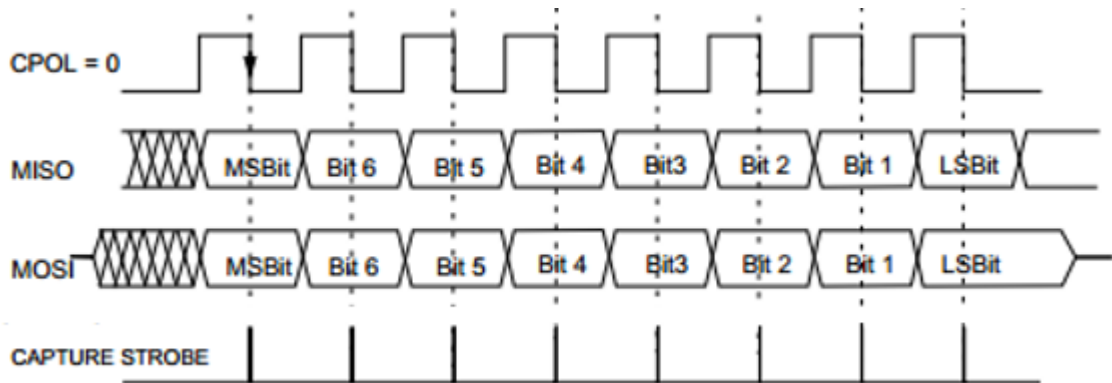 CPOL = 0
MISO MSBit Bit 6 Bit 5 Bit 4 Bit3 Bit 2 Bit 1 LSBit
MOSI MSBit Bit 6 Bit 5 Bit 4 Bit3 Bit 2 Bit 1 LSBit
CAPTURE STROBE